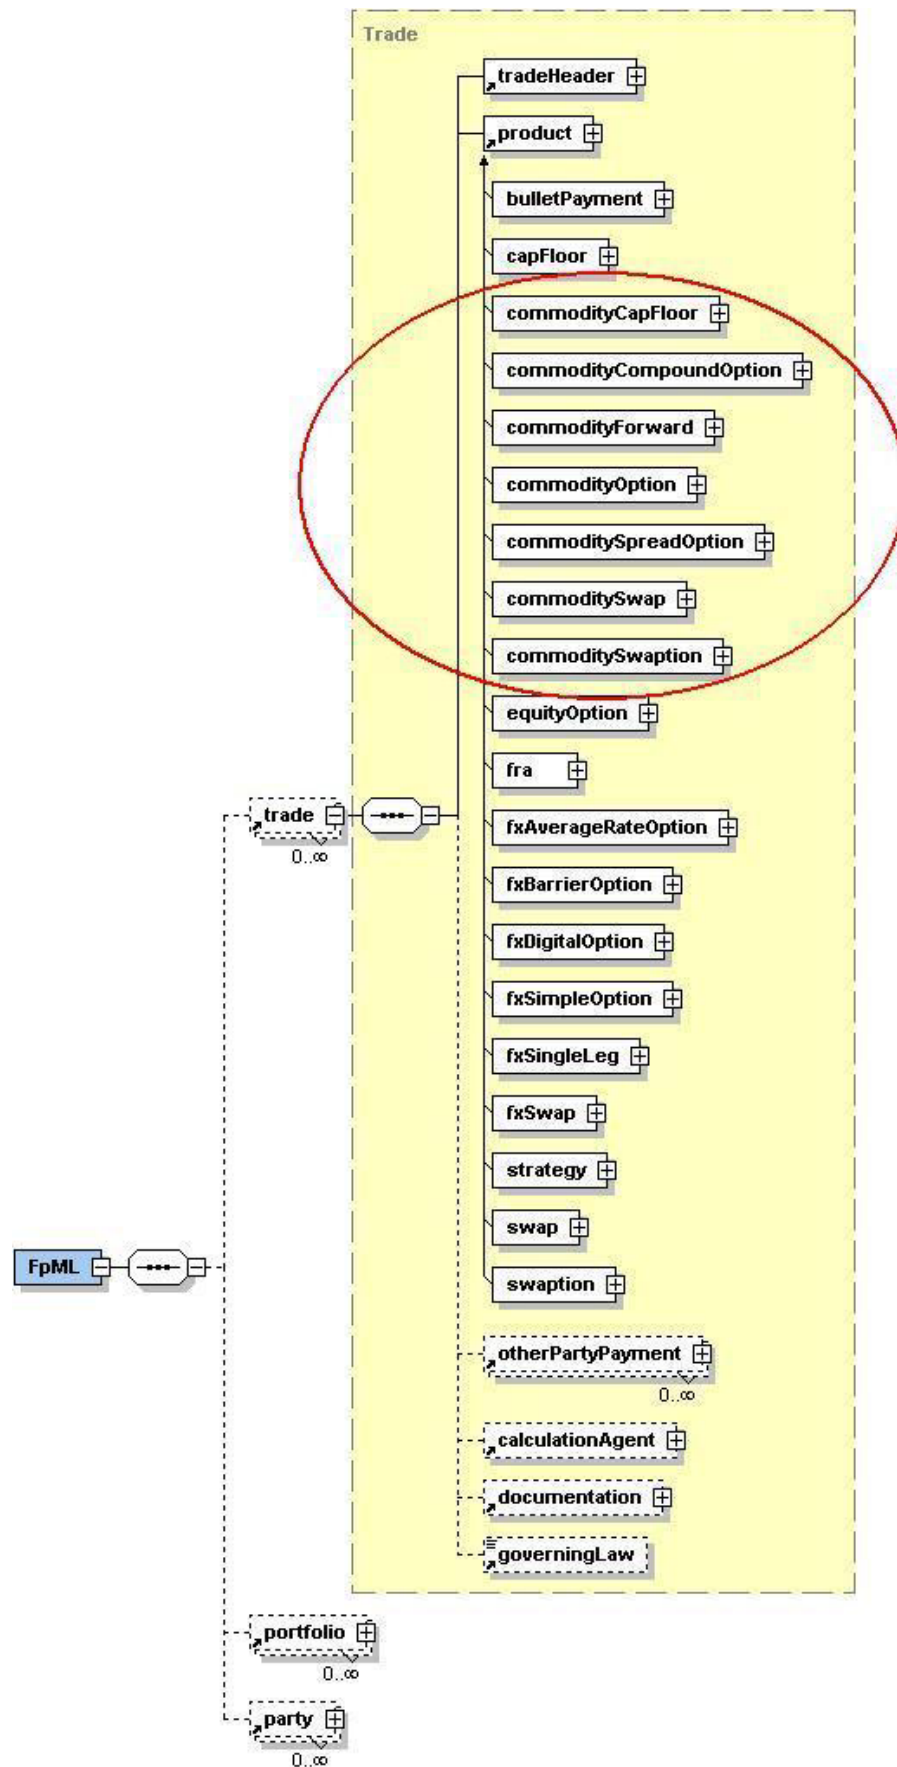 Trade
tradeHeader
product
bulletPayment
capFloor
commodityCapFloor
commodityCompoundOption
commodityForward
commodityOption
commoditySpreadOption
commoditySwap
commoditySwaption
equityOption
fra
trade
0..∞
fxAverageRateOption
fxBarrierOption
fxDigitalOption
fxSimpleOption
fxSingleLeg
fxSwap
strategy
swap
FpML
swaption
otherPartyPayment
0..∞
calculationAgent
documentation
governingLaw
portfolio
0..∞
party
0..∞